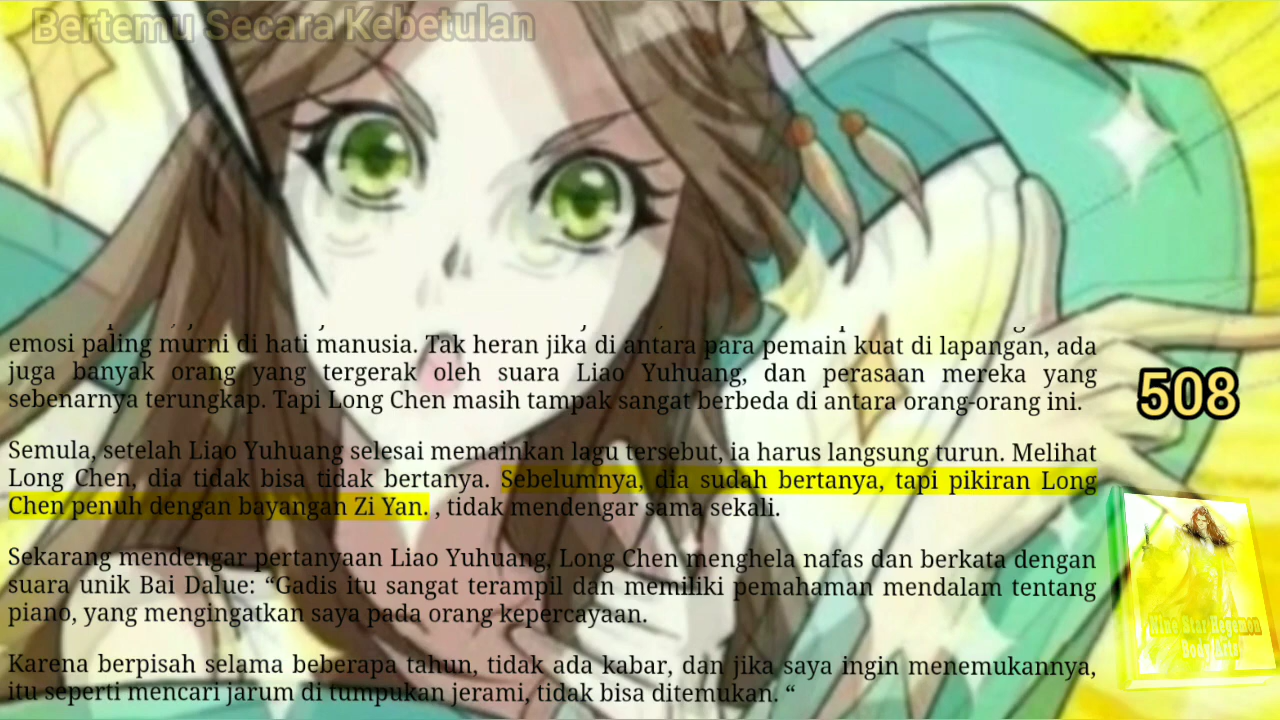 Bertemu Secara Kebetulan
emosi paling murni di hati manusia. Tak heran jika di antara para pemain kuat di lapangan, ada
juga banyak orang yang tergerak oleh suara Liao Yuhuang, dan perasaan mereka yang
sebenarnya terungkap. Tapi Long Chen masih tampak sangat berbeda di antara orang-orang ini.
508
Semula, setelah Liao Yuhuang selesai memainkan lagu tersebut, ia harus langsung turun. Melihat
Long Chen, dia tidak bisa tidak bertanya. Sebelumnya, dia sudah bertanya, tapi pikiran Long
Chen penuh dengan bayangan Zi Yan. , tidak mendengar sama sekali.
Sekarang mendengar pertanyaan Liao Yuhuang, Long Chen menghela nafas dan berkata dengan
suara unik Bai Dalue: “Gadis itu sangat terampil dan memiliki pemahaman mendalam tentang
piano, yang mengingatkan saya pada orang kepercayaan.
Karena berpisah selama beberapa tahun, tidak ada kabar, dan jika saya ingin menemukannya,
itu seperti mencari jarum di tumpukan jerami, tidak bisa ditemukan. “
Nine Star Hegemon
Body Arts